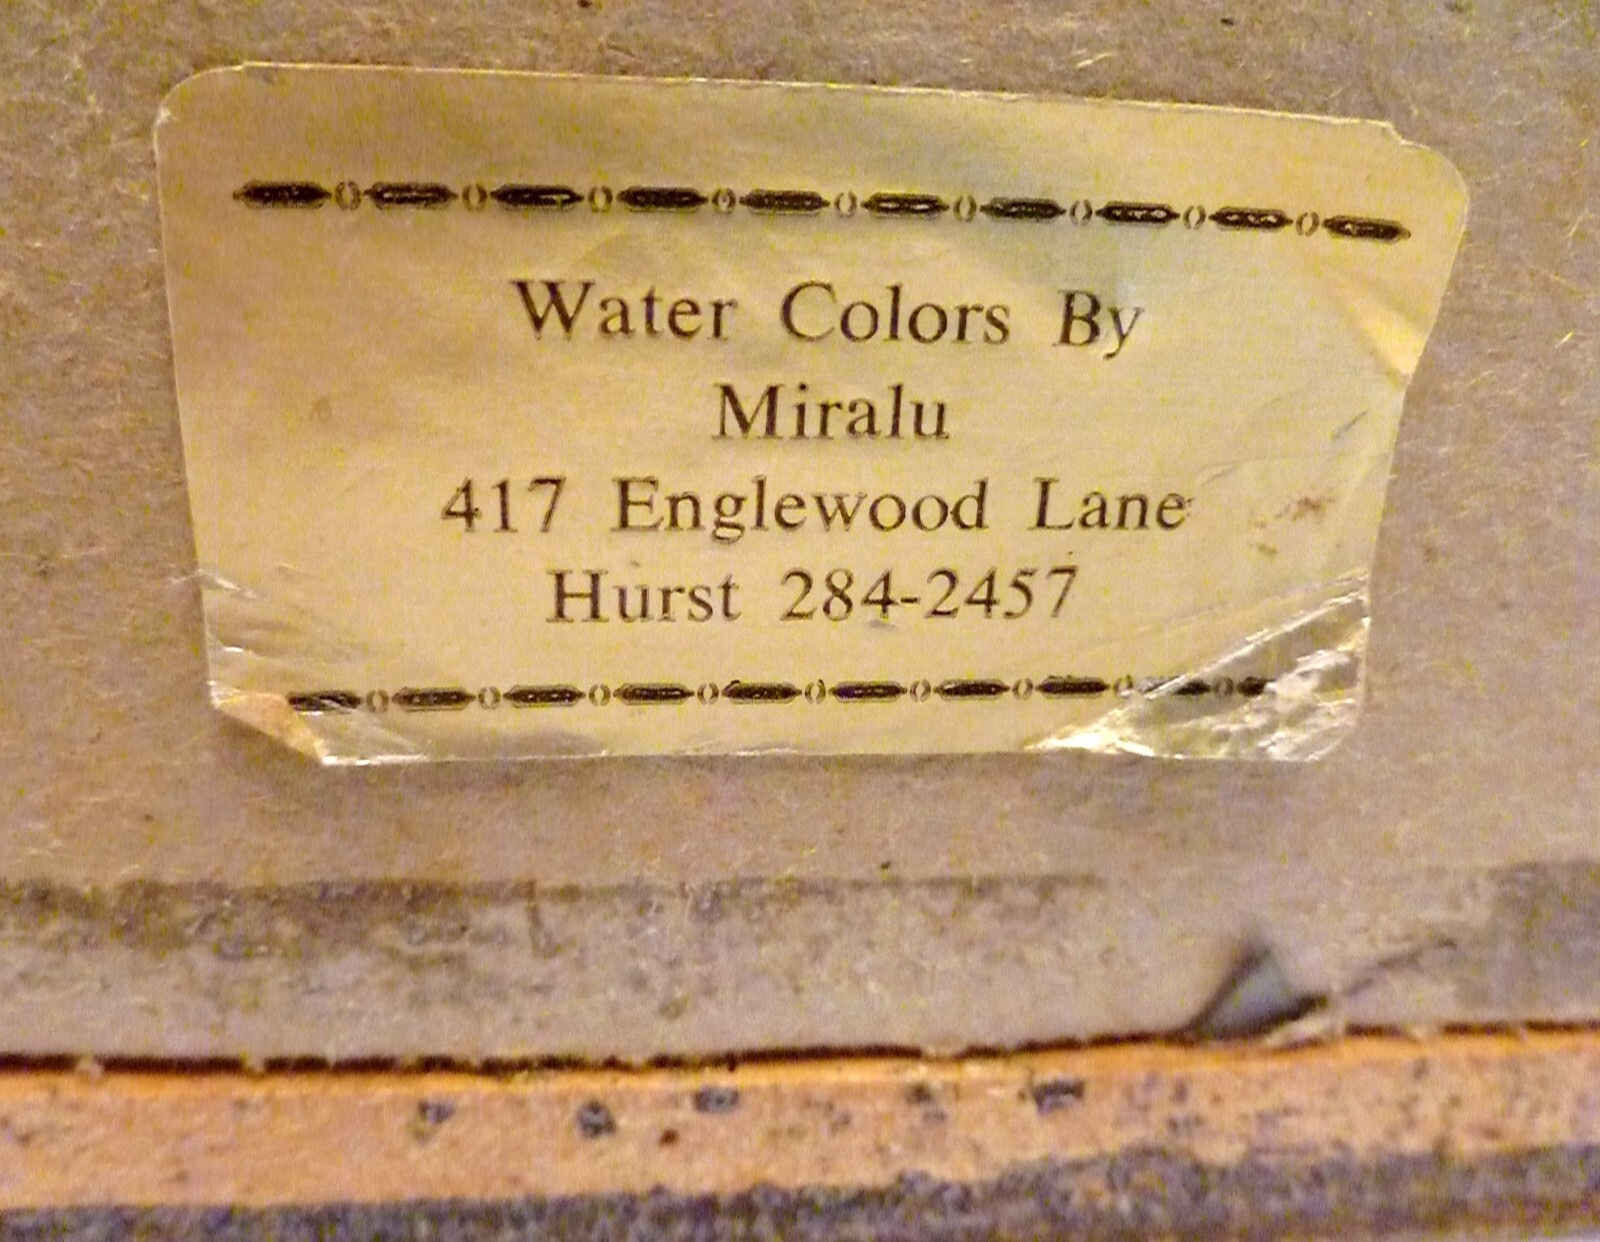 Water Colors By
Miralu
417 Englewood Lane
Hurst 284-2457